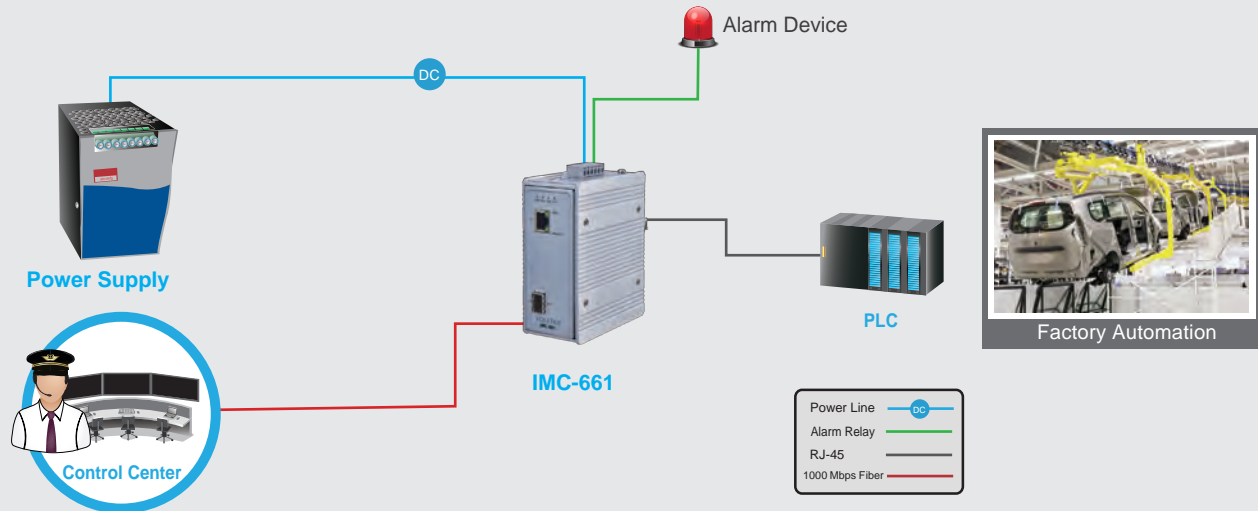 Alarm Device
DC
Power Supply
IMC-661
PLC
Factory Automation
Control Center
Power Line DC
Alarm Relay
RJ-45
1000 Mbps Fiber